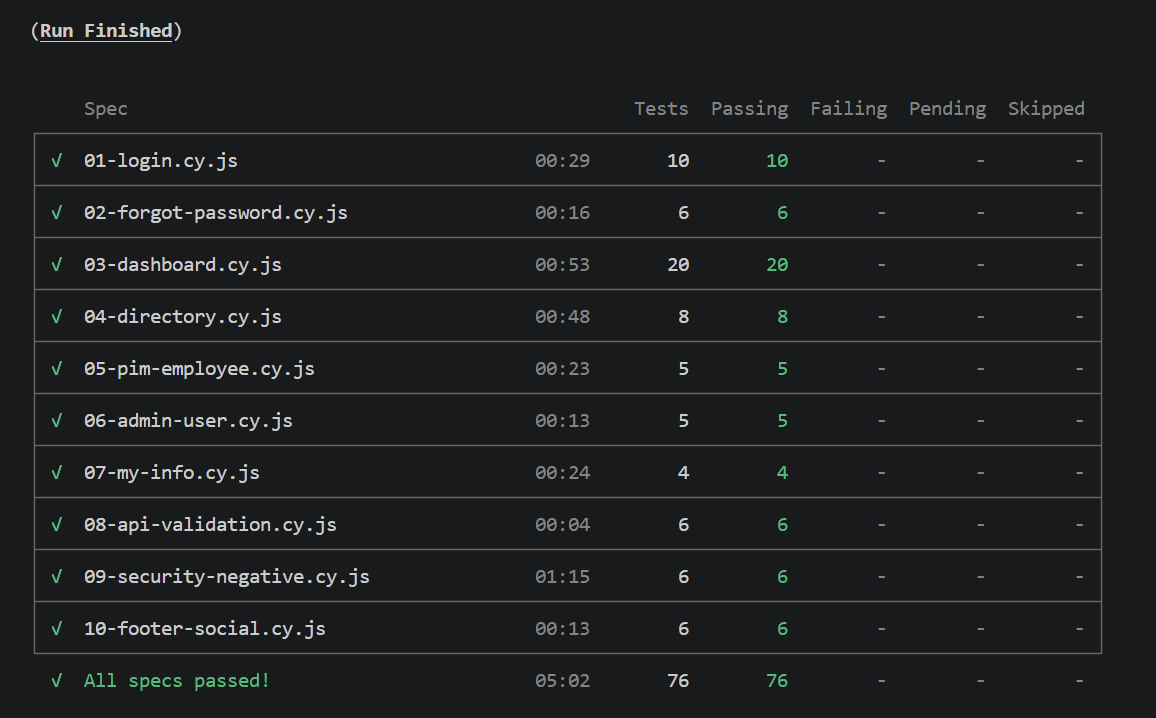 (Run Finished)
Spec Tests Passing Failing Pending Skipped
√ 01-login.cy.js 00:29 10 10 - - -
√ 02-forgot-password.cy.js 00:16 6 6 - - -
√ 03-dashboard.cy.js 00:53 20 20 - - -
√ 04-directory.cy.js 00:48 8 8 - - -
√ 05-pim-employee.cy.js 00:23 5 5 - - -
√ 06-admin-user.cy.js 00:13 5 5 - - -
√ 07-my-info.cy.js 00:24 4 4 - - -
√ 08-api-validation.cy.js 00:04 6 6 - - -
√ 09-security-negative.cy.js 01:15 6 6 - - -
√ 10-footer-social.cy.js 00:13 6 6 - - -
√ All specs passed! 05:02 76 76 - - -